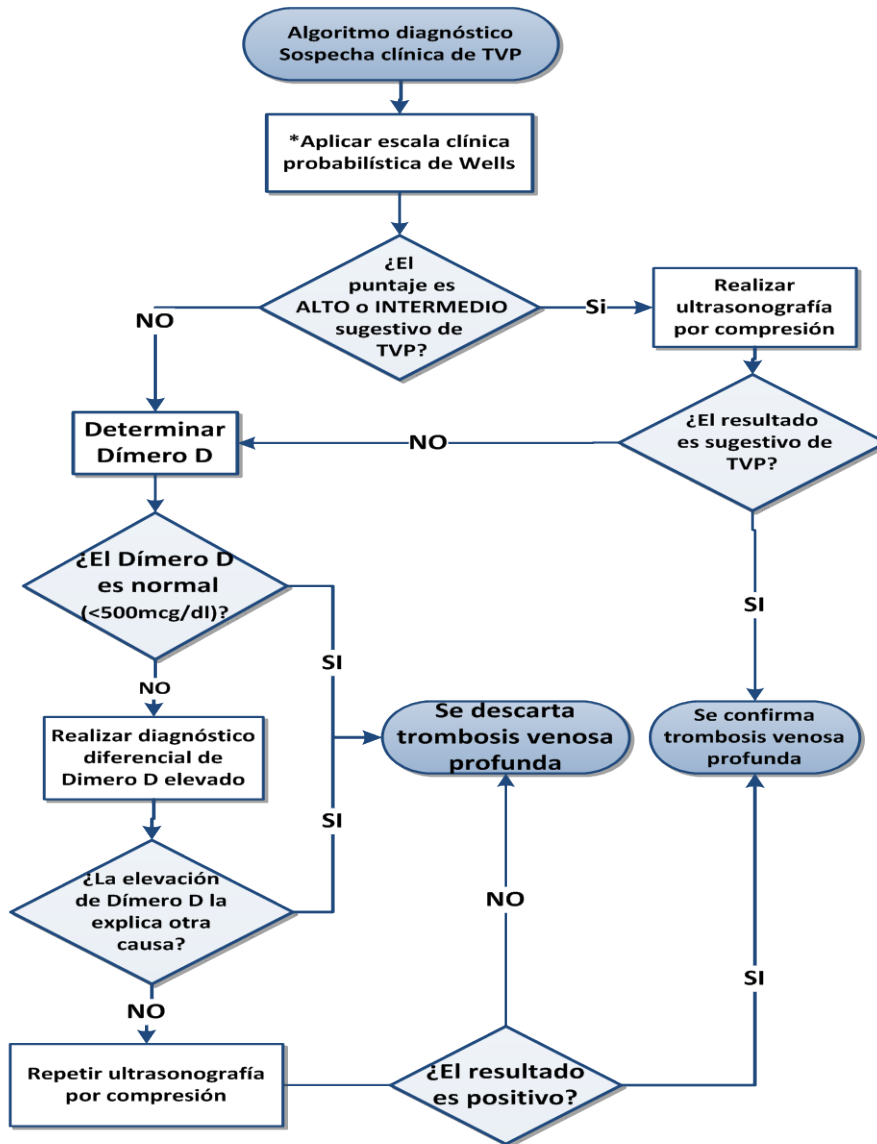 Algoritmo diagnóstico
Sospecha clínica de TVP
*Aplicar escala clínica
probabilística de Wells
¿El
puntaje es
ALTO o INTERMEDIO
sugestivo de
TVP?
NO
Si
Realizar
ultrasonografía
por compresión
¿El resultado
es sugestivo de
TVP?
NO
SI
Determinar
Dímero D
¿El Dímero D
es normal
(<500mcg/dl)?
SI
NO
Realizar diagnóstico
diferencial de
Dimero D elevado
SI
¿La elevación
de Dímero D la
explica otra
causa?
NO
Repetir ultrasonografía
por compresión
¿El resultado
es positivo?
NO
SI
Se descarta
trombosis venosa
profunda
Se confirma
trombosis venosa
profunda